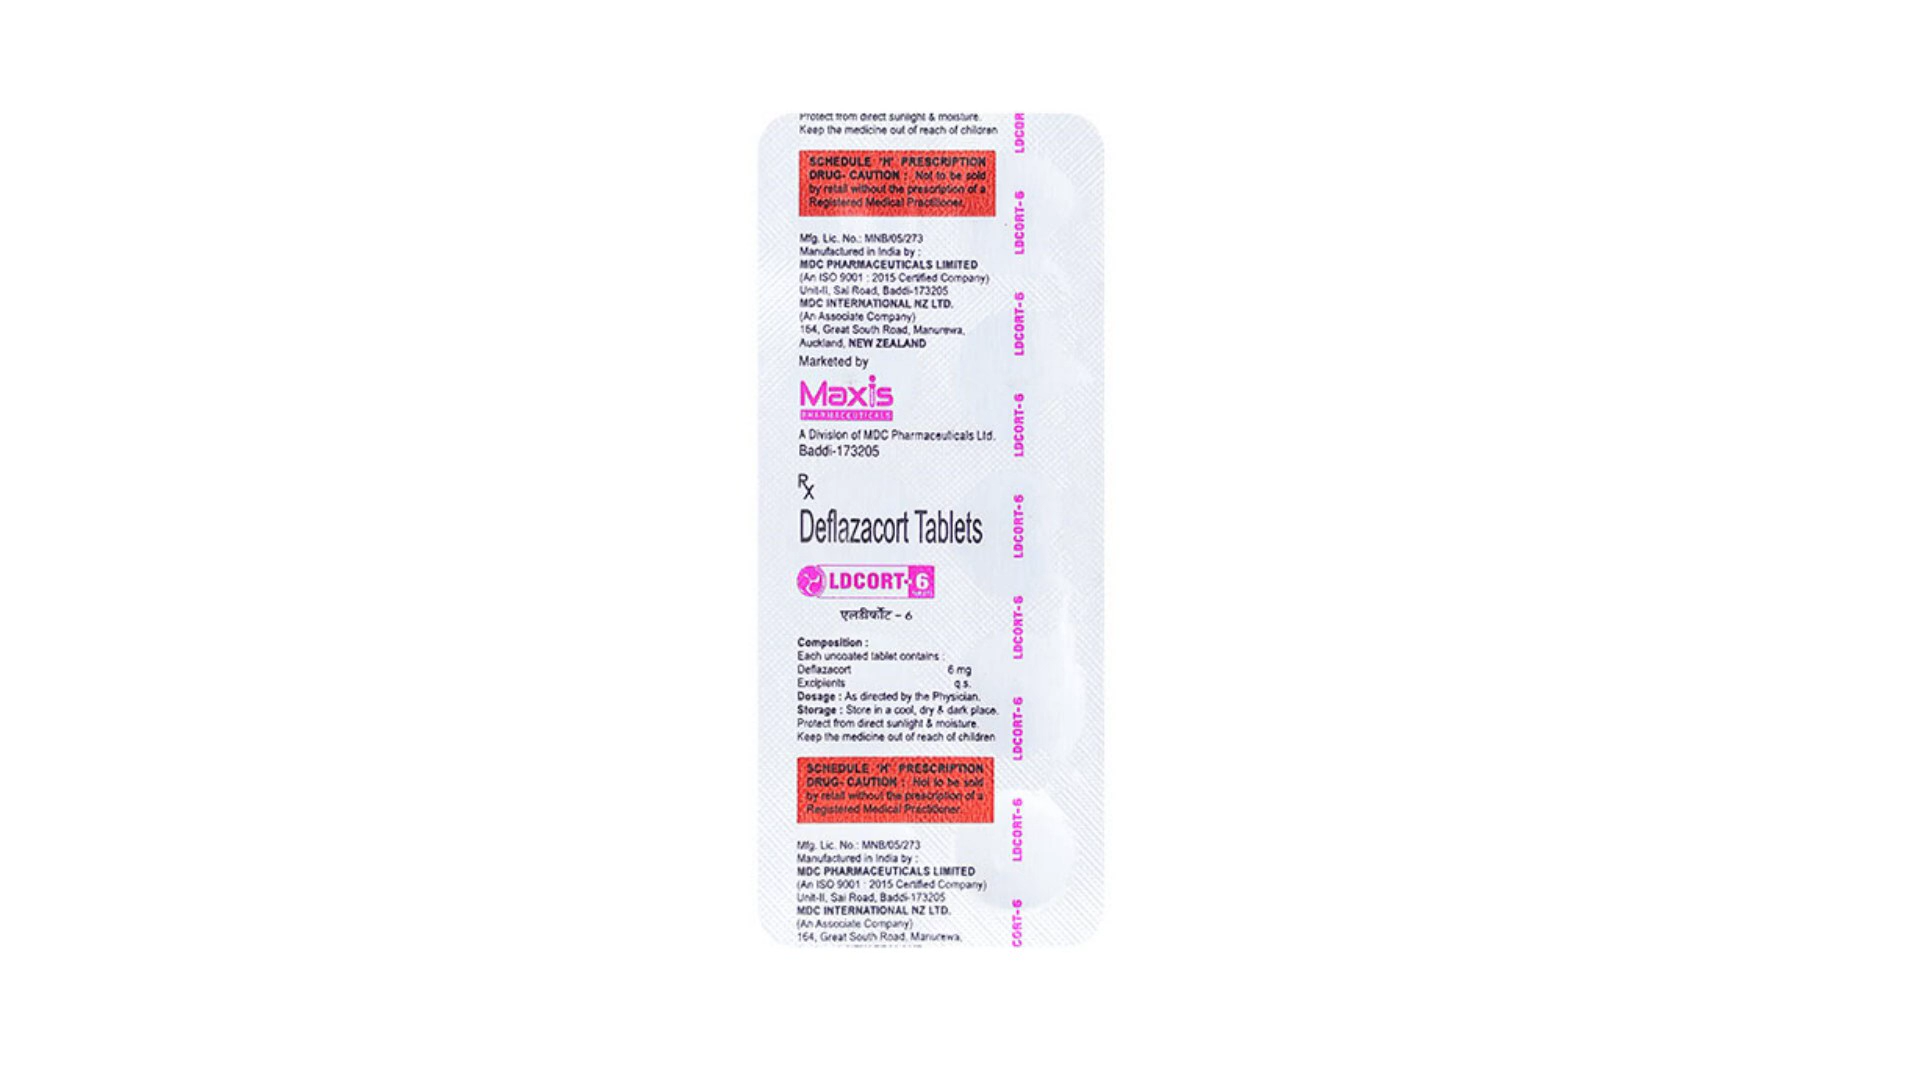 Protect from direct sunlight & moisture.
Keep the medicine out of reach of children
SCHEDULE 'H' PRESCRIPTION
DRUG- CAUTION : Not to be sold
by retail without the prescription of a
Registered Medical Practitioner.
Mfg. Lic. No.: MNB/05/273
Manufactured in India by :
MDC PHARMACEUTICALS LIMITED
(An ISO 9001 : 2015 Certified Company)
Unit-II, Sai Road, Baddi-173205
MDC INTERNATIONAL NZ LTD.
(An Associate Company)
164, Great South Road, Manurewa,
Auckland, NEW ZEALAND
Marketed by
Maxis
PHARMACEUTICALS
A Division of MDC Pharmaceuticals Ltd.
Baddi-173205
Rx
Deflazacort Tablets
LDCORT-6
TABLETS
एलडीकोर्ट - 6
Composition :
Each uncoated tablet contains :
Deflazacort 6 mg
Excipients q.s.
Dosage : As directed by the Physician.
Storage : Store in a cool, dry & dark place.
Protect from direct sunlight & moisture.
Keep the medicine out of reach of children
SCHEDULE 'H' PRESCRIPTION
DRUG- CAUTION : Not to be sold
by retail without the prescription of a
Registered Medical Practitioner.
Mfg. Lic. No.: MNB/05/273
Manufactured in India by :
MDC PHARMACEUTICALS LIMITED
(An ISO 9001 : 2015 Certified Company)
Unit-II, Sai Road, Baddi-173205
MDC INTERNATIONAL NZ LTD.
(An Associate Company)
164, Great South Road, Manurewa,
LDCOR
LDCORT-6
LDCORT-6
LDCORT-6
LDCORT-6
LDCORT-6
LDCORT-6
LDCORT-6
CORT-6